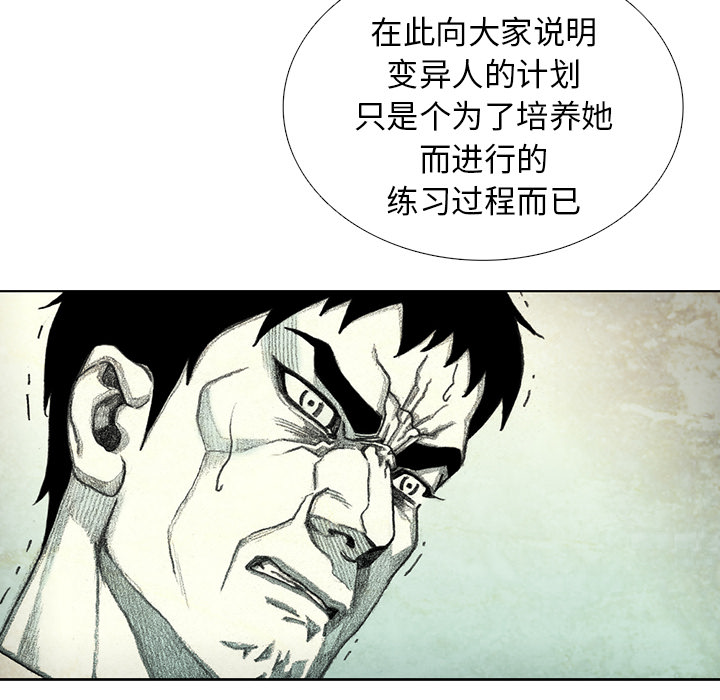 在此向大家说明
变异人的计划
只是个为了培养她
而进行的
练习过程而已